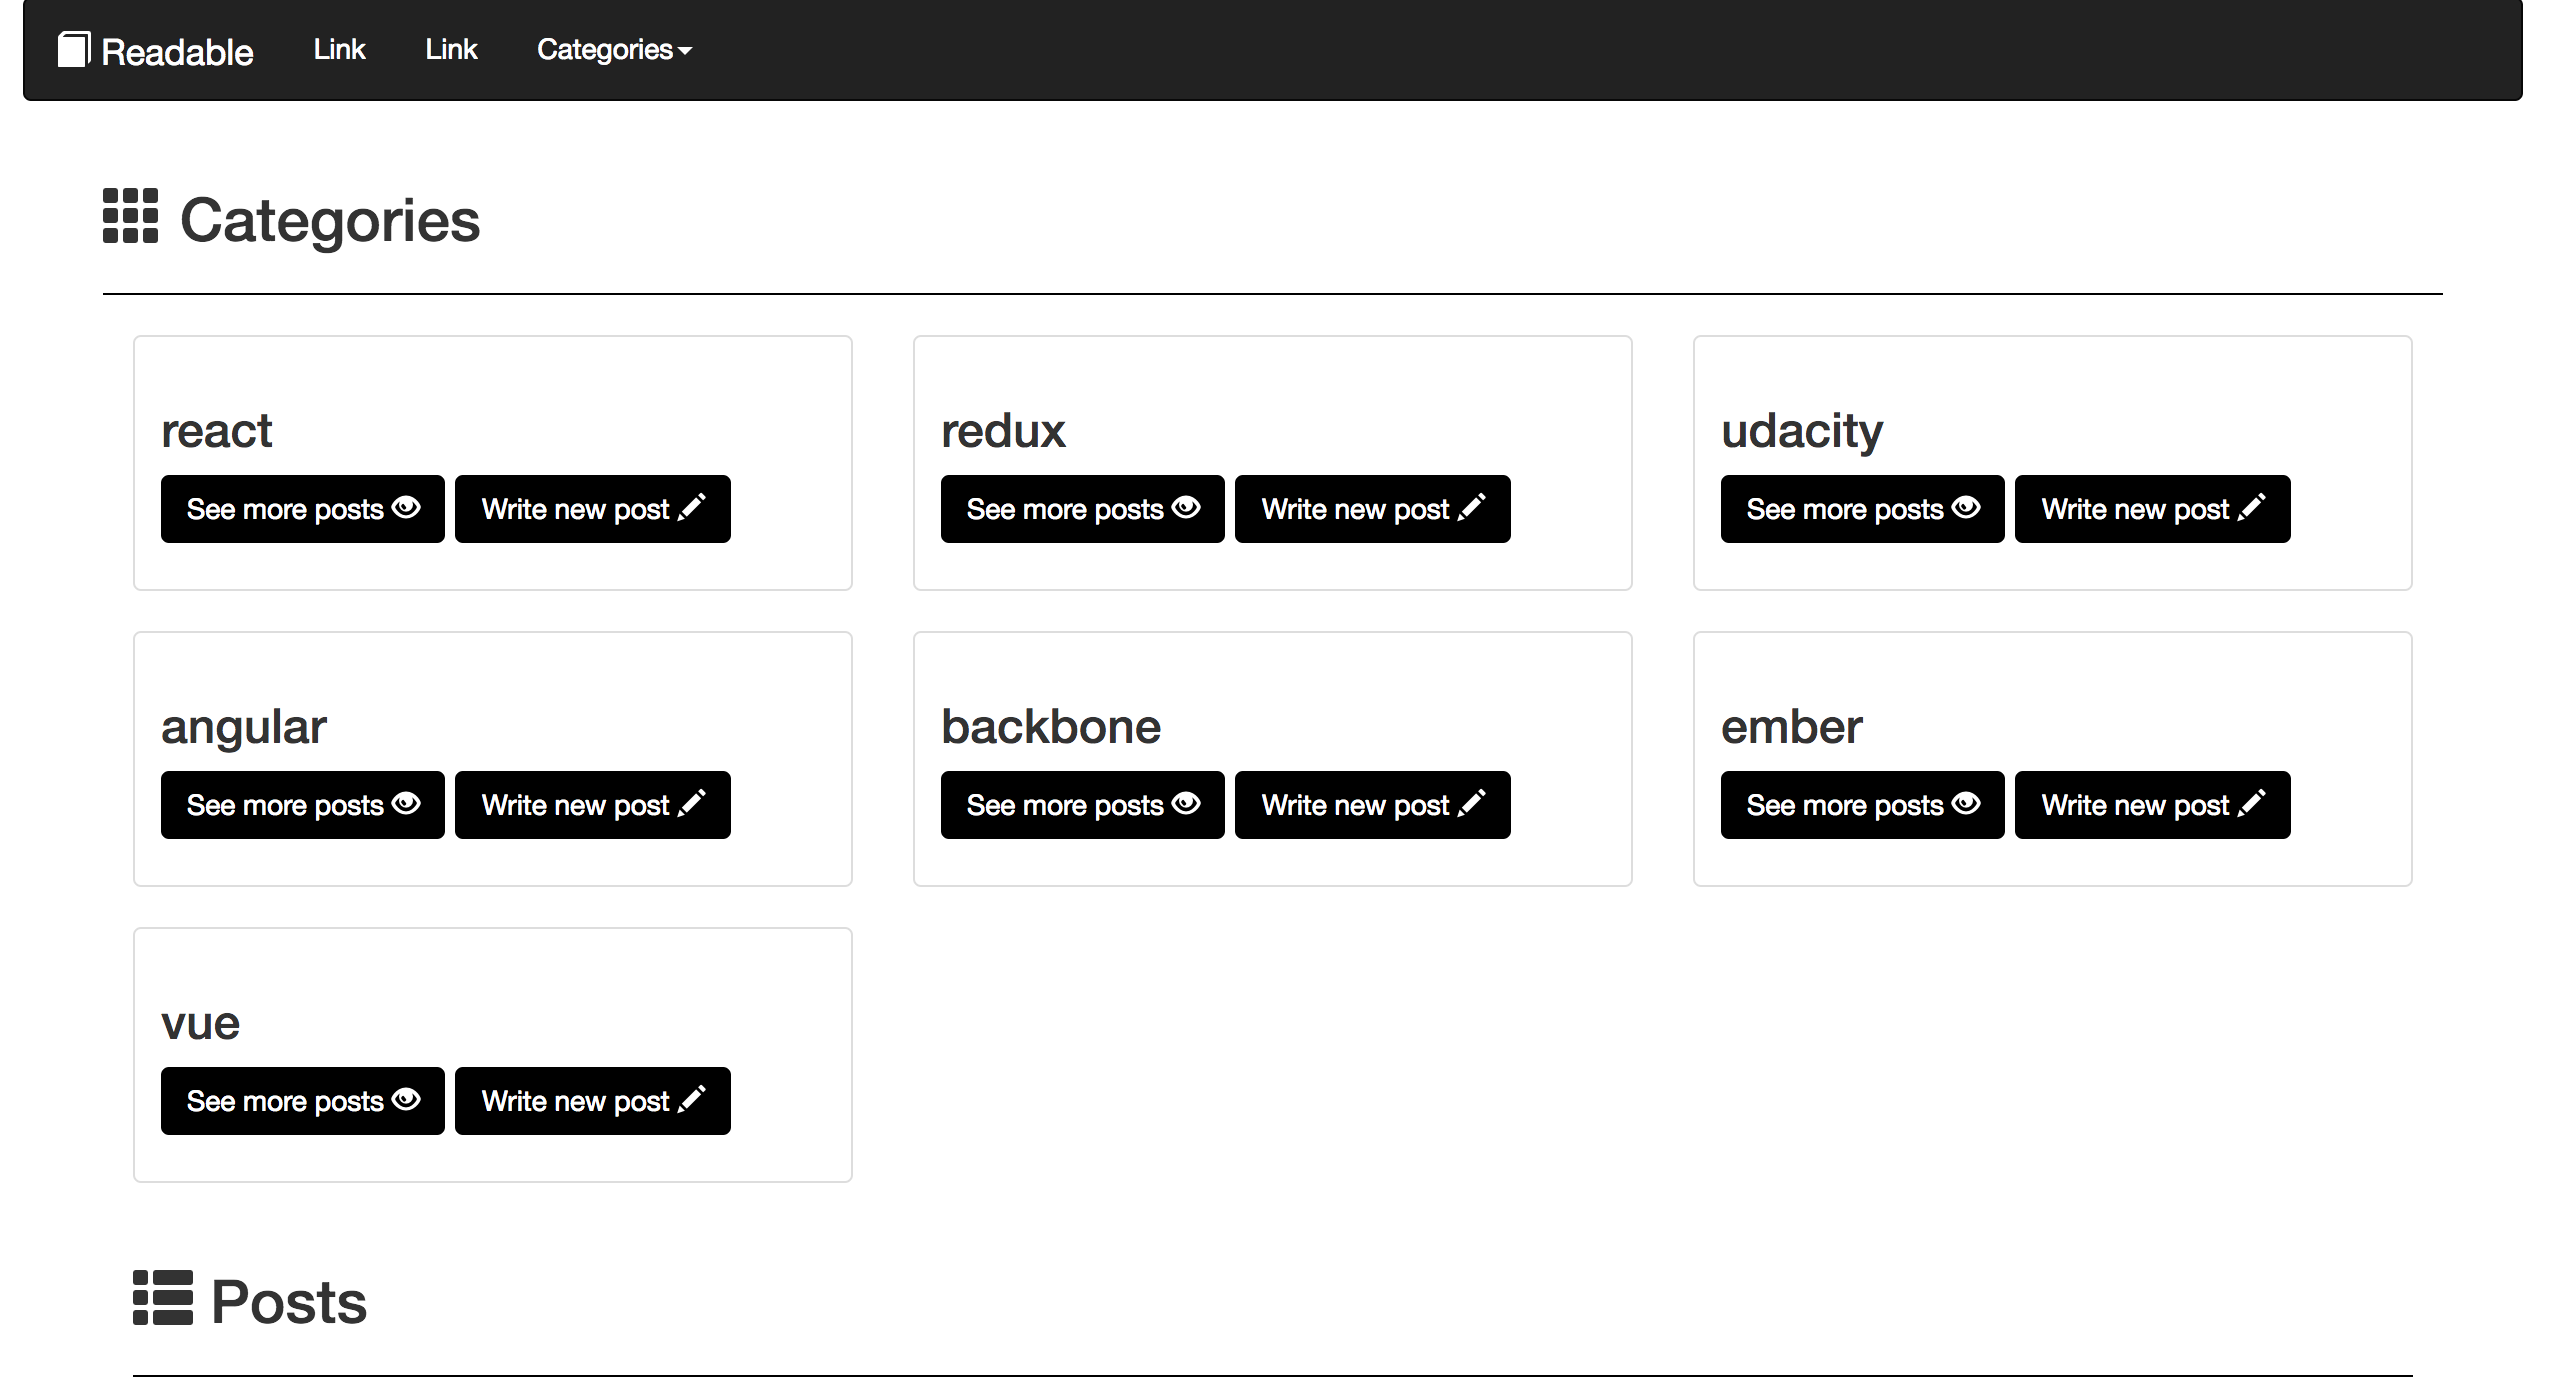 Readable Link Link Categories
Categories
react redux udacity
See more posts Write new post See more posts Write new post See more posts Write new post
angular backbone ember
See more posts Write new post See more posts Write new post See more posts Write new post
vue
See more posts Write new post
Posts